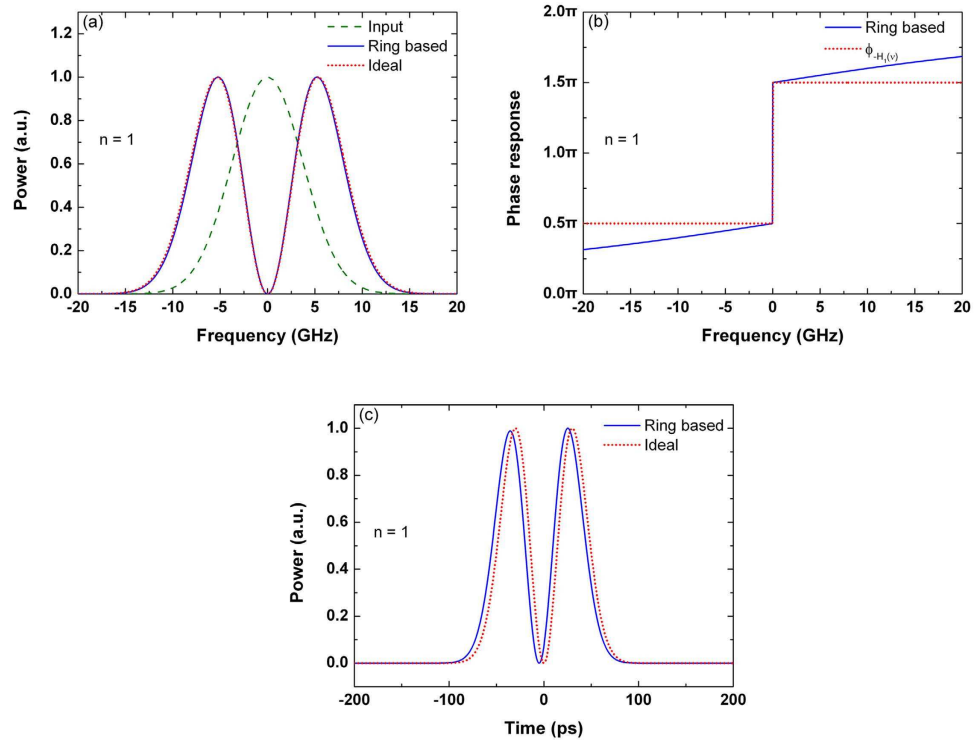 (a)
Input
Ring based
Ideal
n = 1
Power (a.u.)
1.2
1.0
0.8
0.6
0.4
0.2
0.0
-20 -15 -10 -5 0 5 10 15 20
Frequency (GHz)
(b)
Ring based
ϕ-H₁(ν)
n = 1
Phase response
2.0π
1.5π
1.0π
0.5π
0.0π
-20 -15 -10 -5 0 5 10 15 20
Frequency (GHz)
(c)
Ring based
Ideal
n = 1
Power (a.u.)
1.0
0.8
0.6
0.4
0.2
0.0
-200 -100 0 100 200
Time (ps)